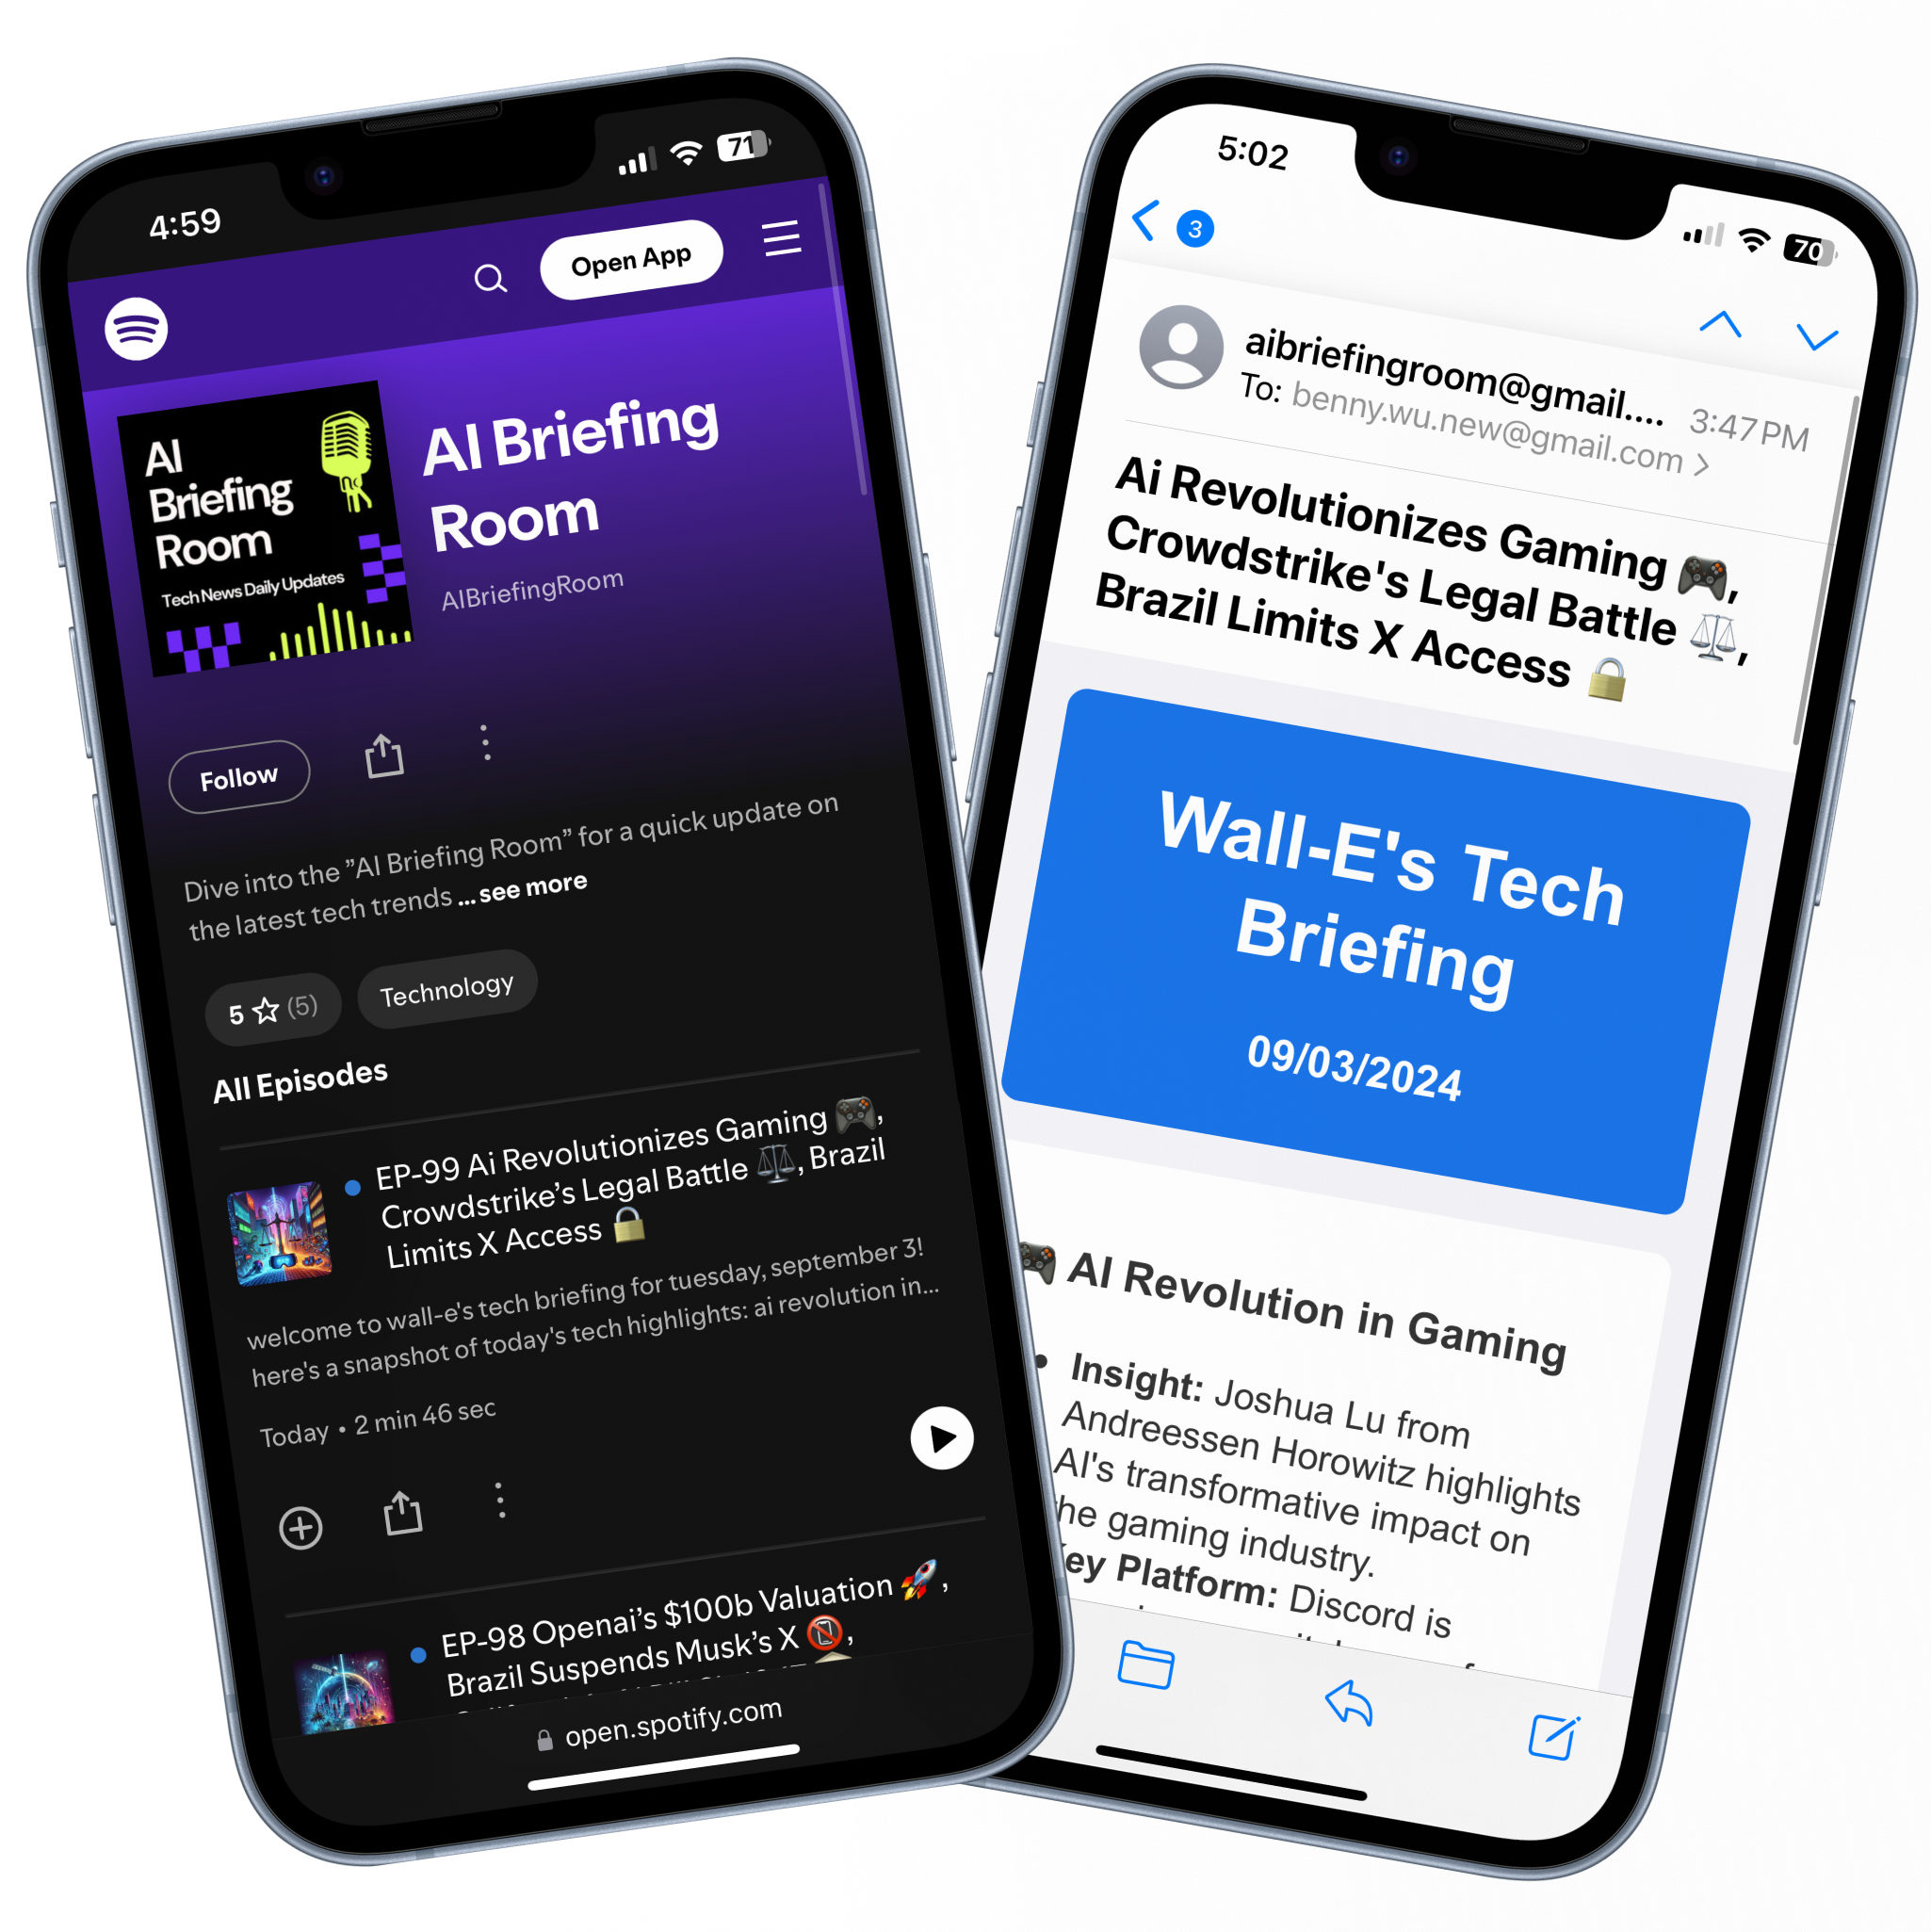 4:59
71
Open App
AI
Briefing
Room
Tech News Daily Updates
AI Briefing
Room
AIBriefingRoom
Follow
Dive into the "AI Briefing Room” for a quick update on
the latest tech trends ... see more
5 ☆ (5)
Technology
All Episodes
EP-99 Ai Revolutionizes Gaming 🎮,
Crowdstrike’s Legal Battle ⚖️, Brazil
Limits X Access 🔒
welcome to wall-e's tech briefing for tuesday, september 3!
here's a snapshot of today's tech highlights: ai revolution in...
Today • 2 min 46 sec
EP-98 Openai’s $100b Valuation 🚀,
Brazil Suspends Musk’s X 📵,
open.spotify.com
5:02
70
3
aibriefingroom@gmail....
3:47 PM
To: benny.wu.new@gmail.com >
Ai Revolutionizes Gaming 🎮,
Crowdstrike's Legal Battle ⚖️,
Brazil Limits X Access 🔒
Wall-E's Tech
Briefing
09/03/2024
🎮 AI Revolution in Gaming
• Insight: Joshua Lu from
Andreessen Horowitz highlights
AI's transformative impact on
he gaming industry.
ey Platform: Discord is